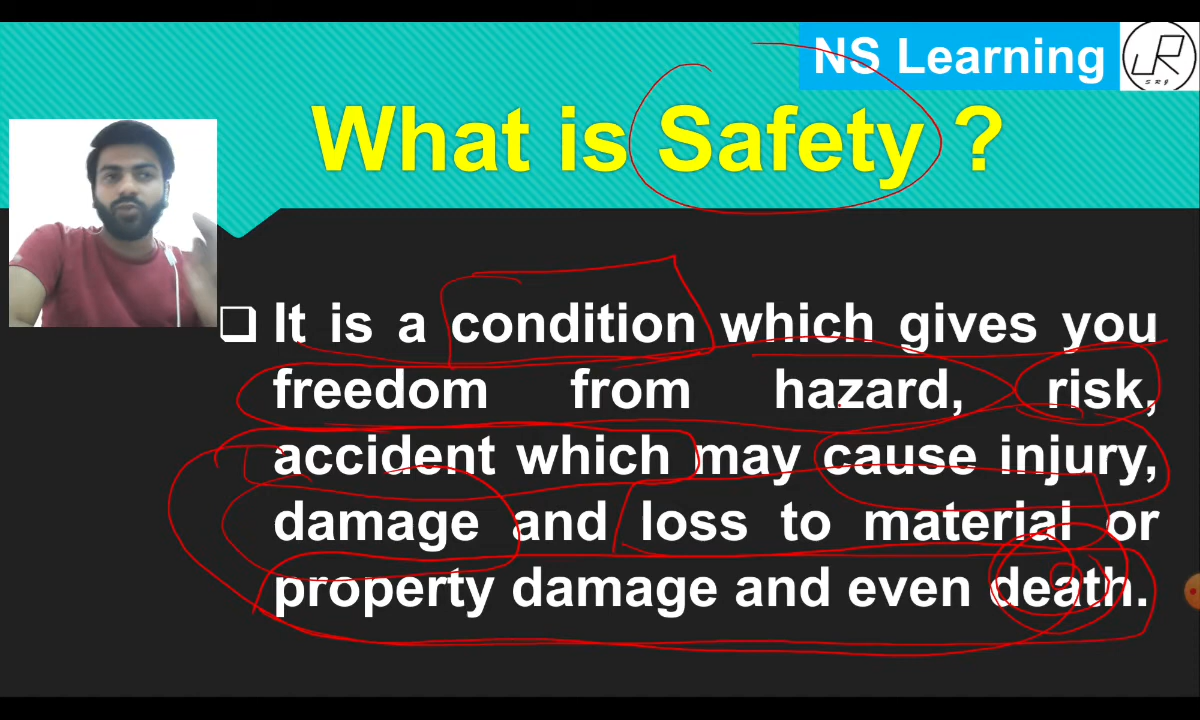 NS Learning
SRJ
What is Safety ?
It is a condition which gives you
freedom from hazard, risk,
accident which may cause injury,
damage and loss to material or
property damage and even death.